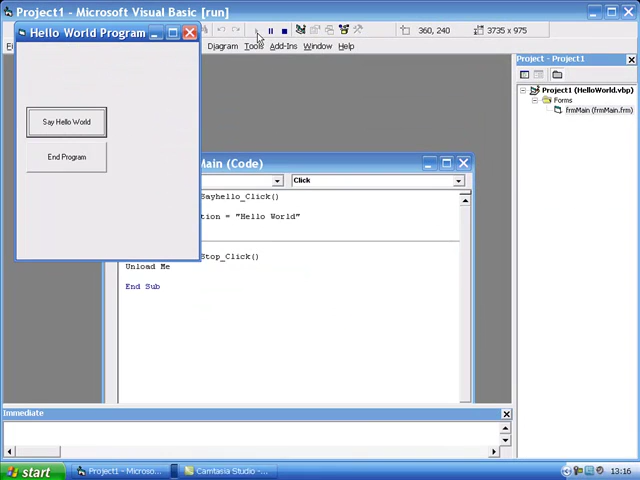 Project1 - Microsoft Visual Basic [run]
Hello World Program
Diagram Tools Add-Ins Window Help
360, 240
3735 x 975
Project - Project1
Project1 (HelloWorld.vbp)
Forms
frmMain (frmMain.frm)
Say Hello World
End Program
Main (Code)
Click
Sayhello_Click()
tion = "Hello World"
Stop_Click()
Unload Me
End Sub
Immediate
start
Project1 - Microso...
Camtasia Studio - ...
13:16